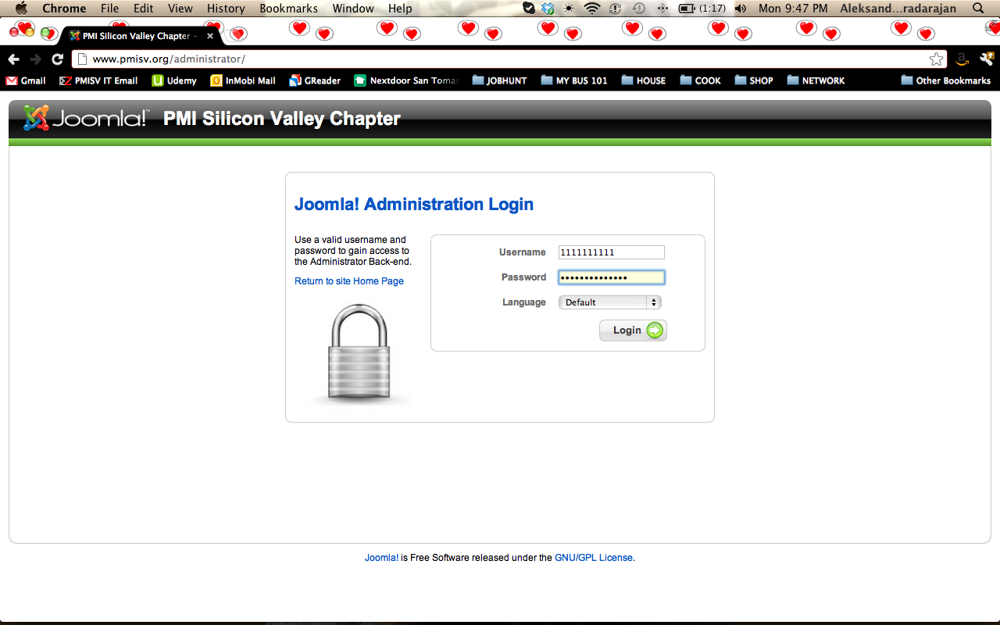 Chrome File Edit View History Bookmarks Window Help (1:17) Mon 9:47 PM Aleksand...radarajan
PMI Silicon Valley Chapter –
www.pmisv.org/administrator/
Gmail PMISV IT Email Udemy InMobi Mail GReader Nextdoor San Tomas JOBHUNT MY BUS 101 HOUSE COOK SHOP NETWORK Other Bookmarks
Joomla!™ PMI Silicon Valley Chapter
Joomla! Administration Login
Use a valid username and
password to gain access to
the Administrator Back-end.
Return to site Home Page
Username 1111111111
Password ••••••••••••••
Language Default
Login
Joomla! is Free Software released under the GNU/GPL License.